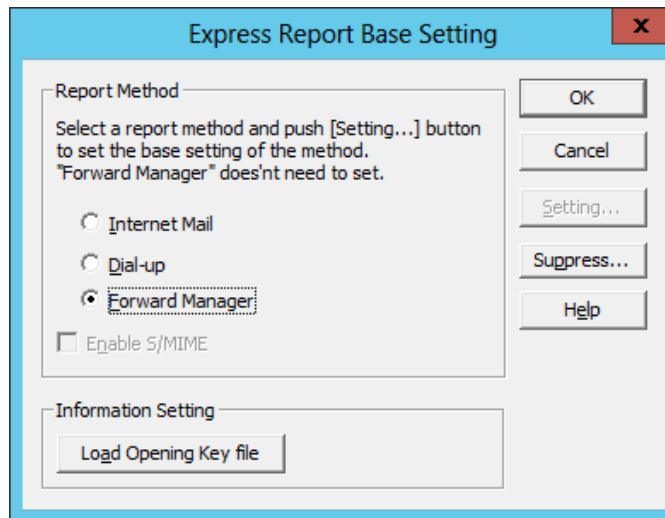 Express Report Base Setting
x
Report Method
Select a report method and push [Setting...] button
to set the base setting of the method.
"Forward Manager" does'nt need to set.
Internet Mail
Dial-up
Forward Manager
Enable S/MIME
Information Setting
Load Opening Key file
OK
Cancel
Setting...
Suppress...
Help